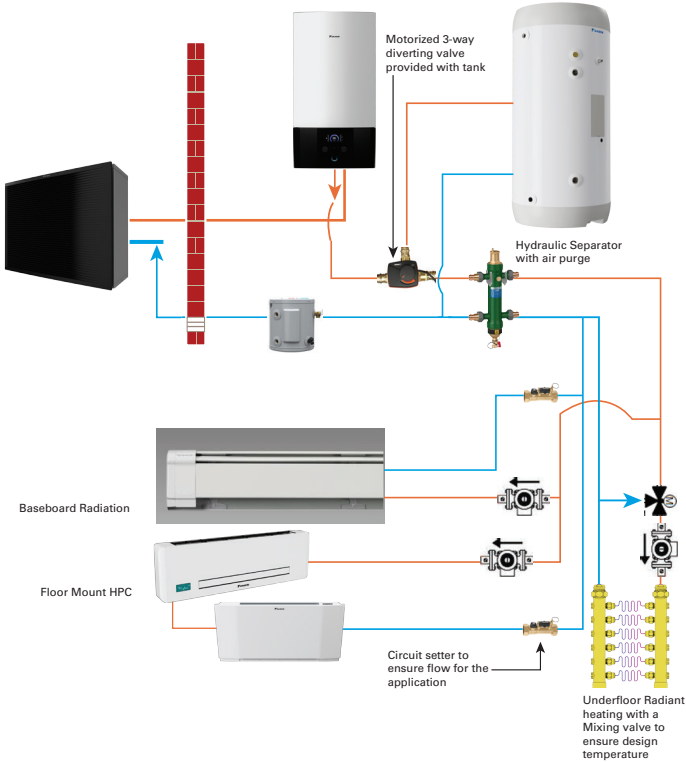 Motorized 3-way
diverting valve
provided with tank
Hydraulic Separator
with air purge
Baseboard Radiation
M
Floor Mount HPC
DAIKIN
Circuit setter to
ensure flow for the
application
Underfloor Radiant
heating with a
Mixing valve to
ensure design
temperature